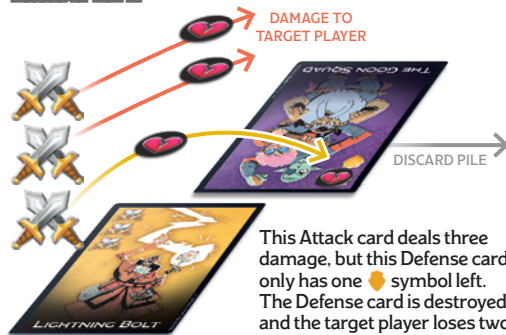 DAMAGE TO
TARGET PLAYER
THE GOON SQUAD
DISCARD PILE
This Attack card deals three
damage, but this Defense card
only has one symbol left.
The Defense card is destroyed
and the target player loses two
LIGHTNING BOLT